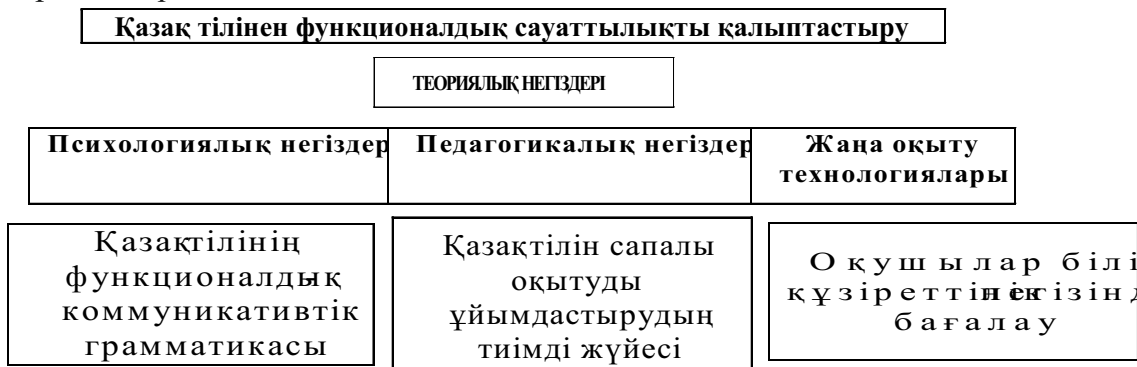 Қазақ тілінен функционалдық сауаттылықты қалыптастыру
ТЕОРИЯЛЫҚ НЕГІЗДЕРІ
Психологиялық негіздер
Педагогикалық негіздер
Жаңа оқыту
технологиялары
Қазақтілінің
функционалдық
коммуникативтік
грамматикасы
Қазақтілін сапалы
оқытуды
ұйымдастырудың
тиімді жүйесі
Оқушылар білі
бағалау